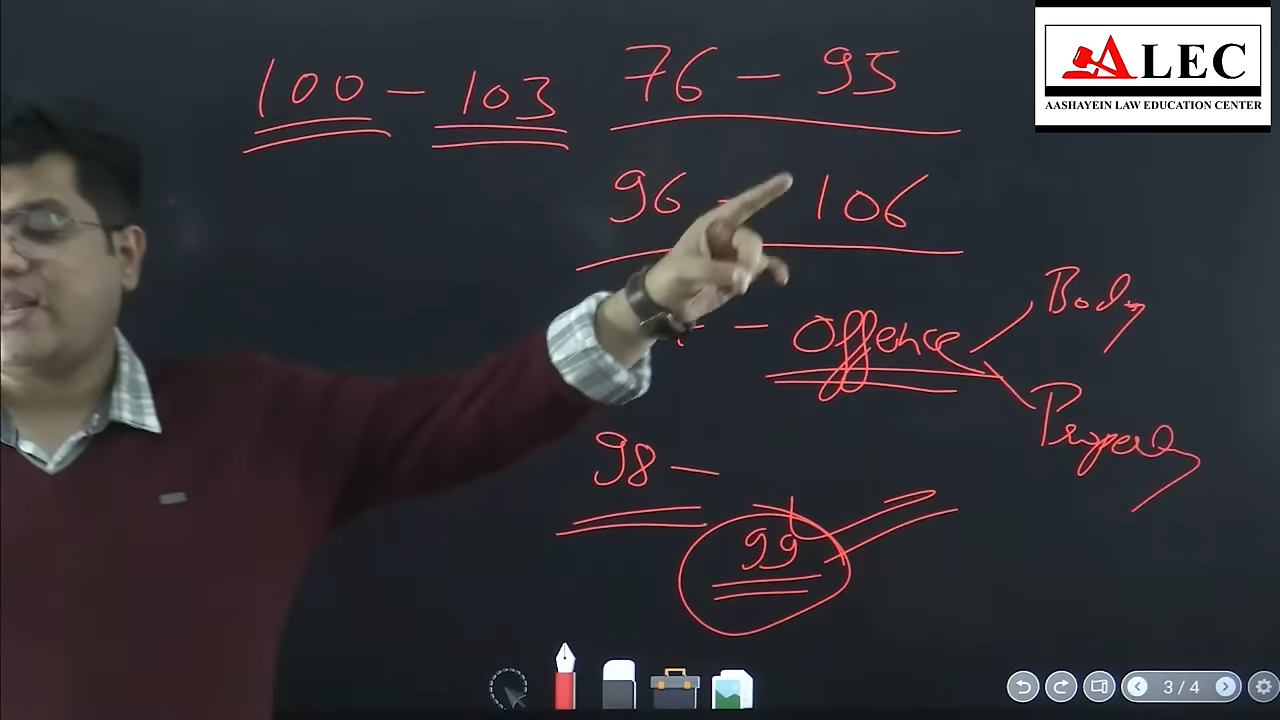 100 - 103
76 - 95
96 - 106
- Offence
Body
Property
98 -
99
ALEC
AASHAYEIN LAW EDUCATION CENTER
3 / 4